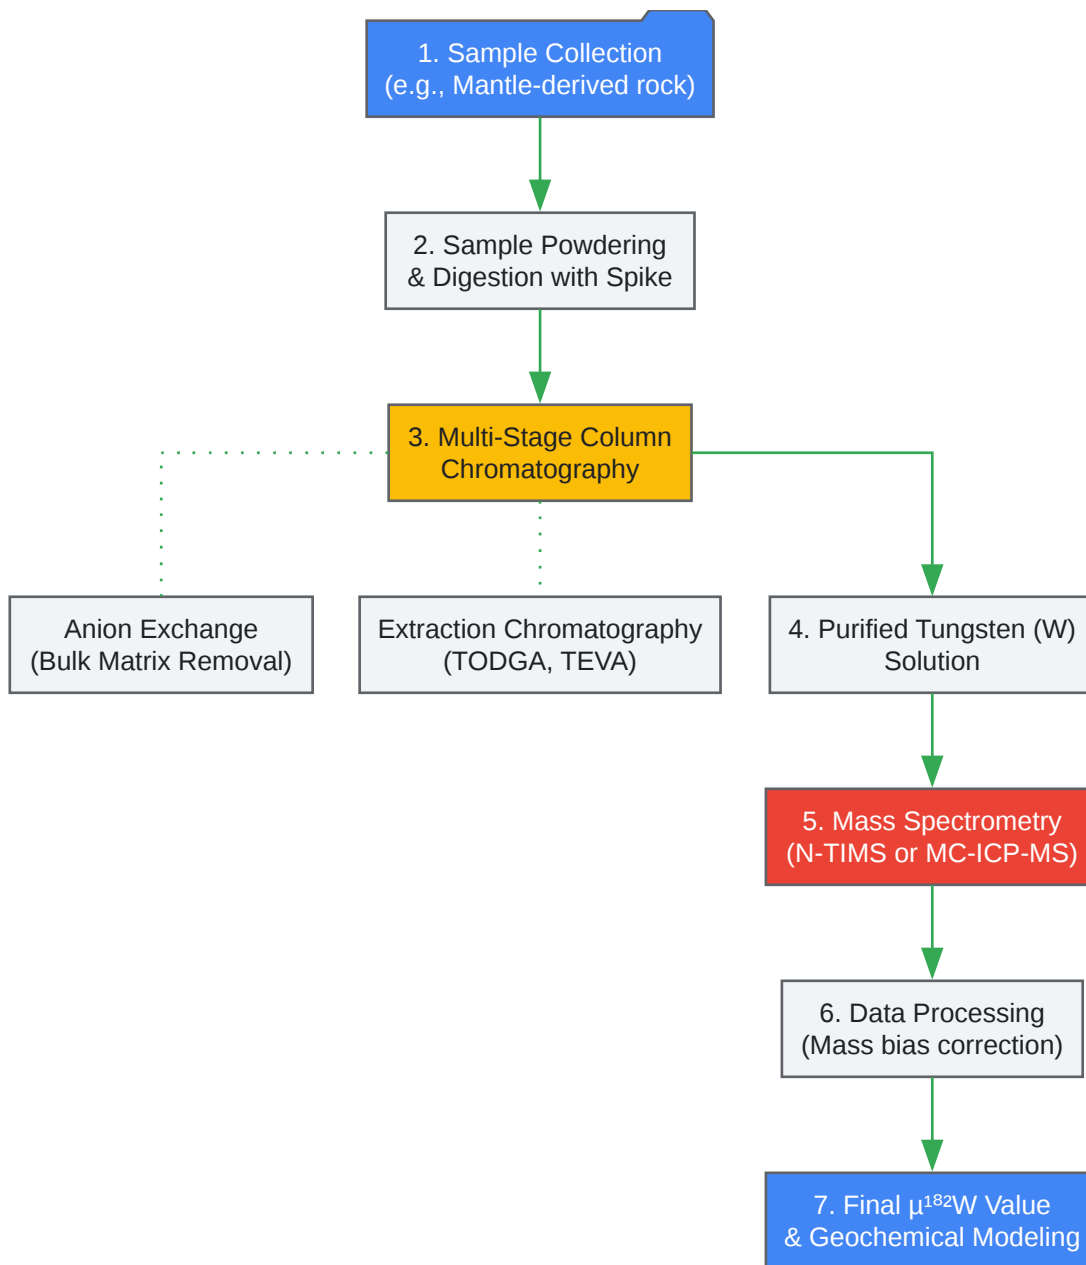 1. Sample Collection
(e.g., Mantle-derived rock)
2. Sample Powdering
& Digestion with Spike
3. Multi-Stage Column
Chromatography
Anion Exchange
(Bulk Matrix Removal)
Extraction Chromatography
(TODGA, TEVA)
4. Purified Tungsten (W)
Solution
5. Mass Spectrometry
(N-TIMS or MC-ICP-MS)
6. Data Processing
(Mass bias correction)
7. Final µ¹⁸²W Value
& Geochemical Modeling